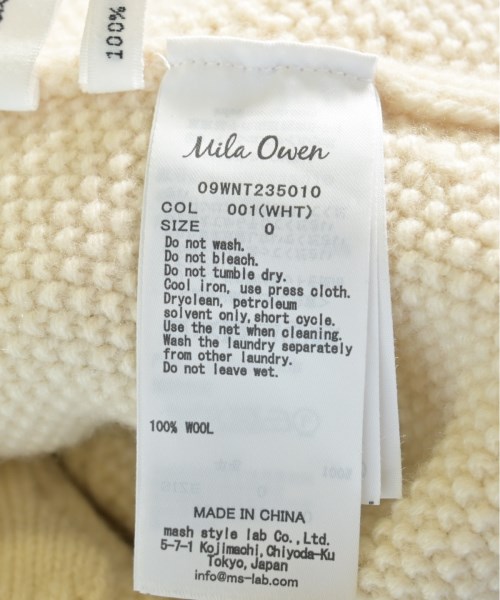 100%
Mila Owen
09WNT235010
COL 001(WHT)
SIZE 0
Do not wash.
Do not bleach.
Do not tumble dry.
Cool iron, use press cloth.
Dryclean, petroleum
solvent only,short cycle.
Use the net when cleaning.
Wash the laundry separately
from other laundry.
Do not leave wet.
100% WOOL
MADE IN CHINA
mash style lab Co.,Ltd.
5-7-1 Kojimachi,Chiyoda-Ku
Tokyo,Japan
info@ms-lab.com